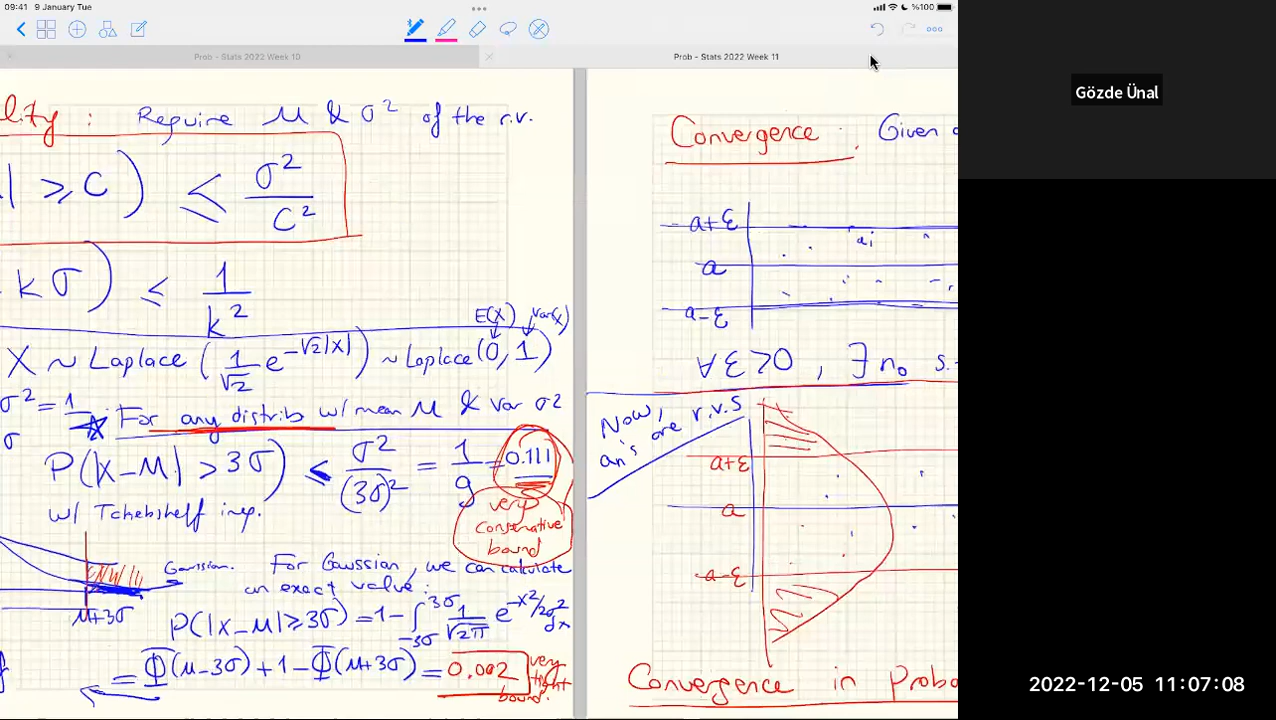 09:41 9 January Tue
%100
Prob - Stats 2022 Week 10
Prob - Stats 2022 Week 11
Gözde Ünal
lity : Require μ & σ² of the r.v.
| ≥ C ) ≤ σ²/C²
k σ ) ≤ 1/k²
E(X) Var(X)
X ~ Laplace ( 1/√2 e^(-√2|X|) ) ~ Laplace (0, 1)
σ² = 1 For any distrib w/ mean μ & var σ2
σ
P(|X-μ| > 3σ) ≤ σ²/(3σ)² = 1/9 = 0.111
w/ Tchebsheff ineq.
very
Conservative
bound
Gaussian. For Gaussian, we can calculate
an exact value :
μ+3σ
P(|X-μ| ≥ 3σ) = 1 - ∫_{-3σ}^{3σ} 1/√2π e^(-x²/2σ²) dx
= Φ(μ-3σ) + 1 - Φ(μ+3σ) = 0.002
very
tight
bound.
Convergence : Given
a+ε
ai
a
a-ε
∀ε>0 , ∃ n₀ s.
Now,
an's are r.v.s
a+ε
a
a-ε
Convergence in Proba
2022-12-05 11:07:08